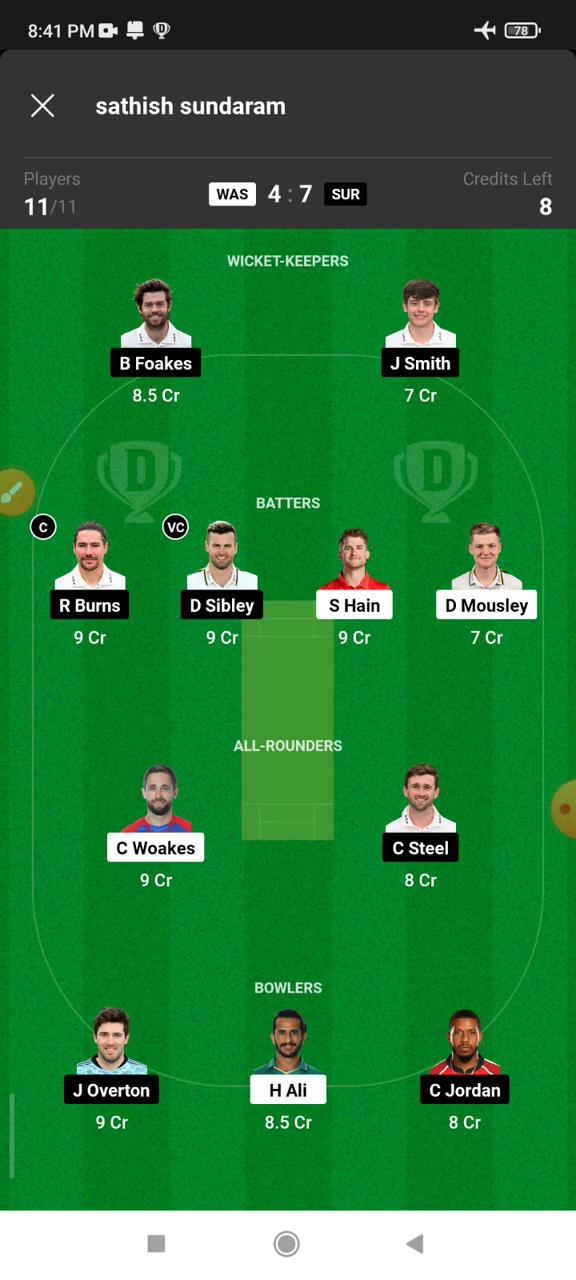 8:41 PM 78
sathish sundaram
Players Credits Left
11/11 WAS 4 : 7 SUR 8
WICKET-KEEPERS
B Foakes J Smith
8.5 Cr 7 Cr
D D
BATTERS
C VC
R Burns D Sibley S Hain D Mousley
9 Cr 9 Cr 9 Cr 7 Cr
ALL-ROUNDERS
C Woakes C Steel
9 Cr 8 Cr
BOWLERS
J Overton H Ali C Jordan
9 Cr 8.5 Cr 8 Cr